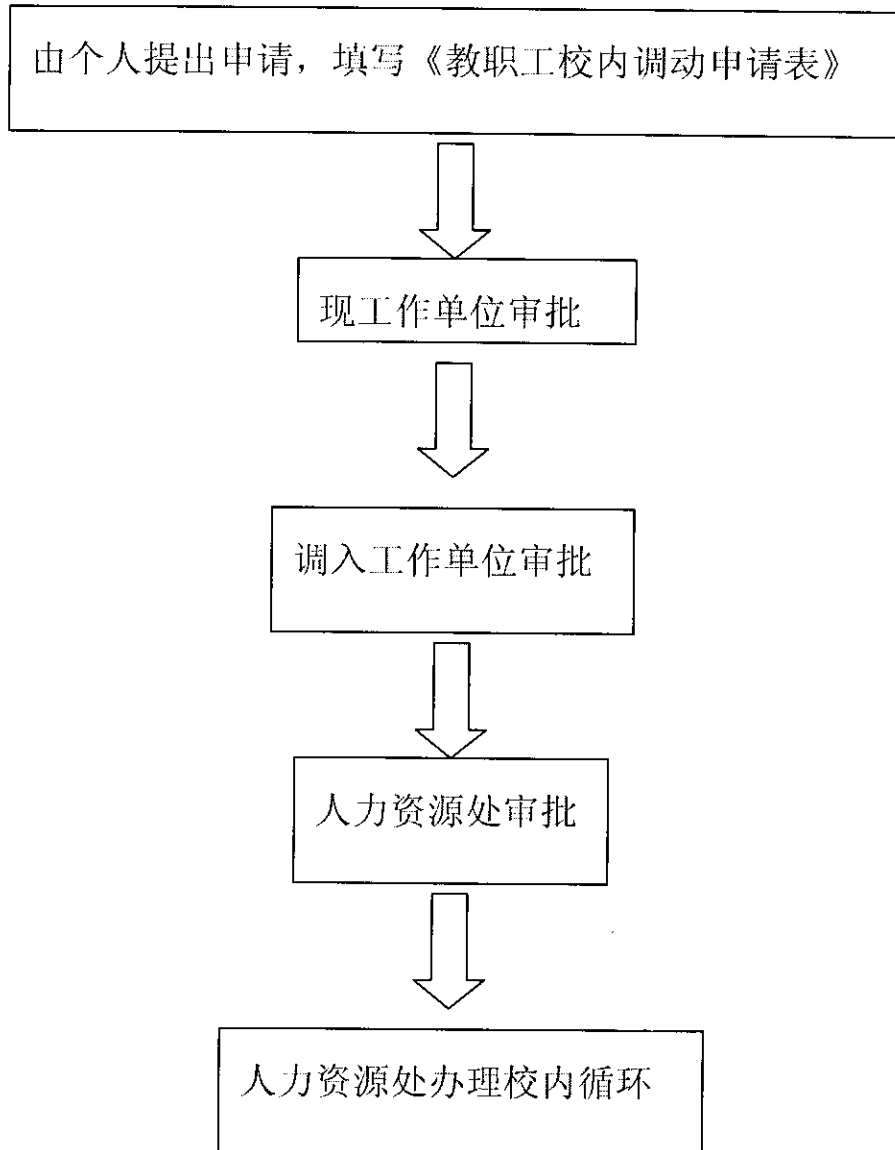 由个人提出申请，填写《教职工校内调动申请表》
现工作单位审批
调入工作单位审批
人力资源处审批
人力资源处办理校内循环